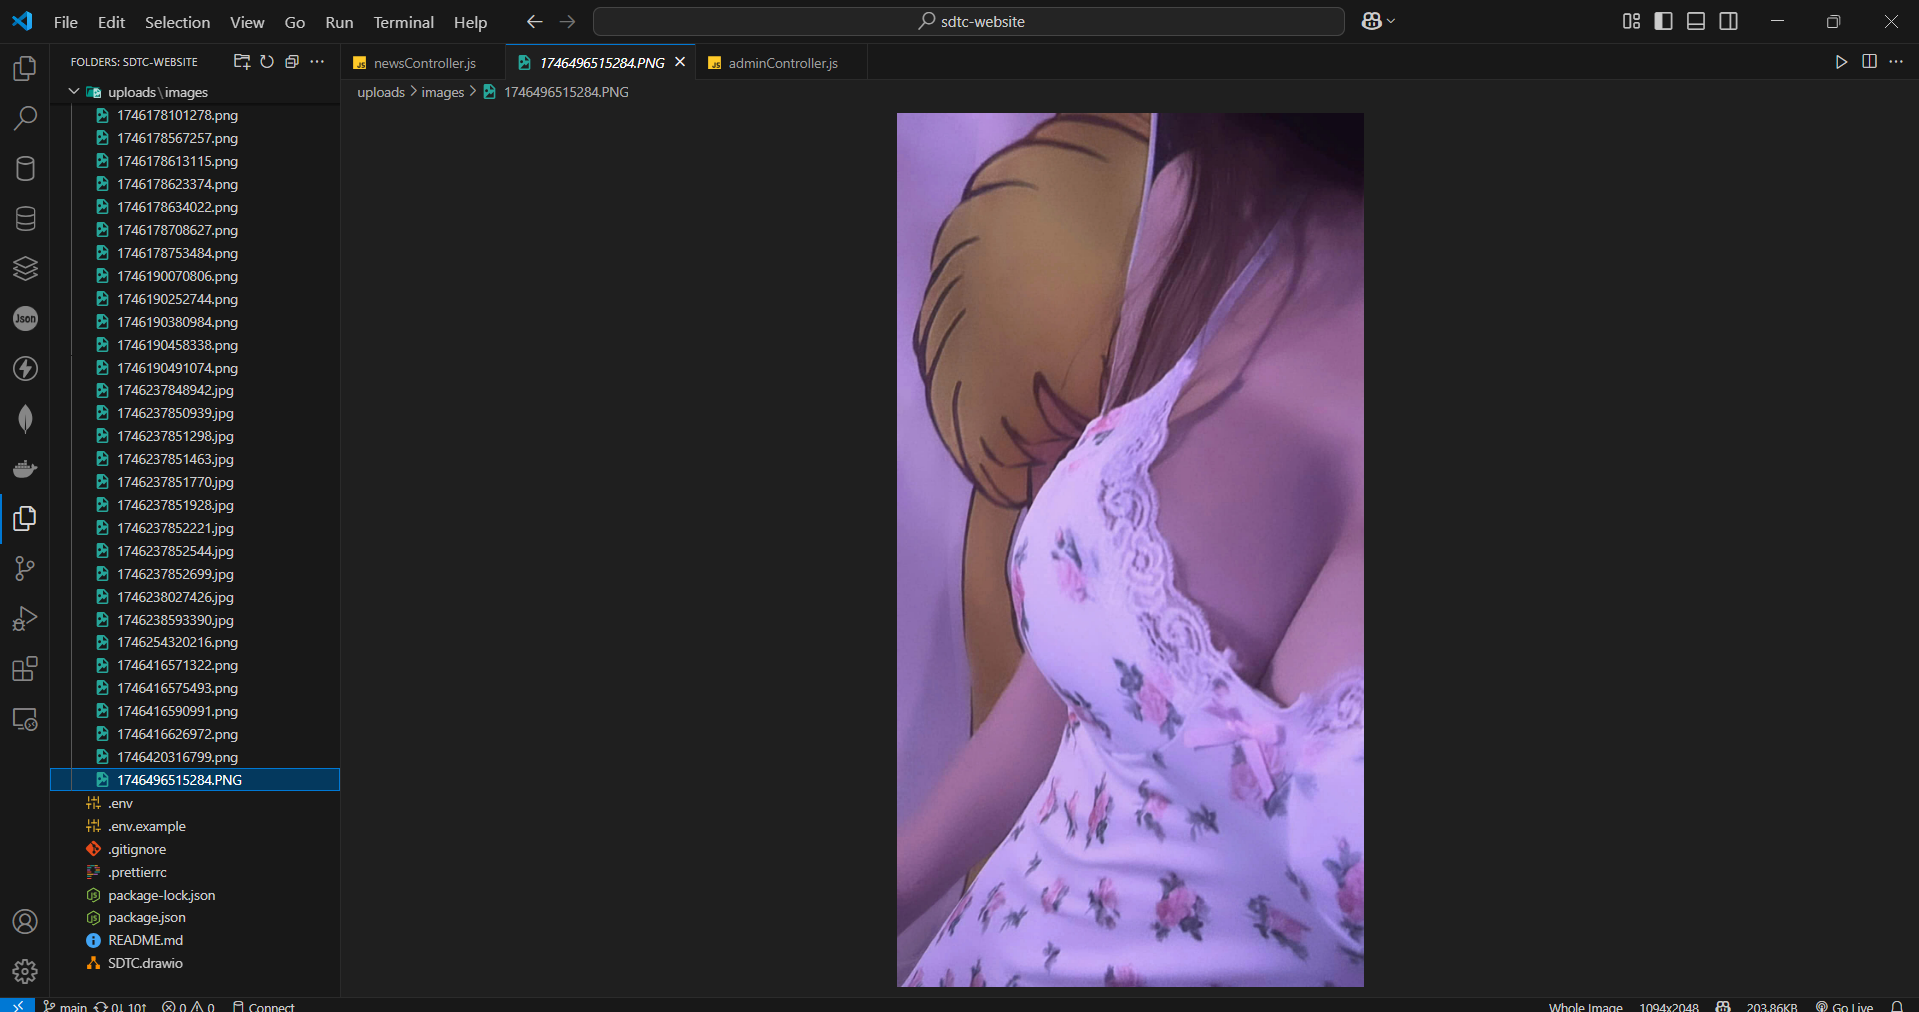 File Edit Selection View Go Run Terminal Help
sdtc-website
FOLDERS: SDTC-WEBSITE
newsController.js
1746496515284.PNG
adminController.js
uploads\images
uploads > images > 1746496515284.PNG
1746178101278.png
1746178567257.png
1746178613115.png
1746178623374.png
1746178634022.png
1746178708627.png
1746178753484.png
1746190070806.png
1746190252744.png
1746190380984.png
1746190458338.png
1746190491074.png
1746237848942.jpg
1746237850939.jpg
1746237851298.jpg
1746237851463.jpg
1746237851770.jpg
1746237851928.jpg
1746237852221.jpg
1746237852544.jpg
1746237852699.jpg
1746238027426.jpg
1746238593390.jpg
1746254320216.png
1746416571322.png
1746416575493.png
1746416590991.png
1746416626972.png
1746420316799.png
1746496515284.PNG
.env
.env.example
.gitignore
.prettierrc
package-lock.json
package.json
README.md
SDTC.drawio
Json
main 0↓ 10↑ 0 0 Connect
Whole Image 1094x2048 203.86KB Go Live